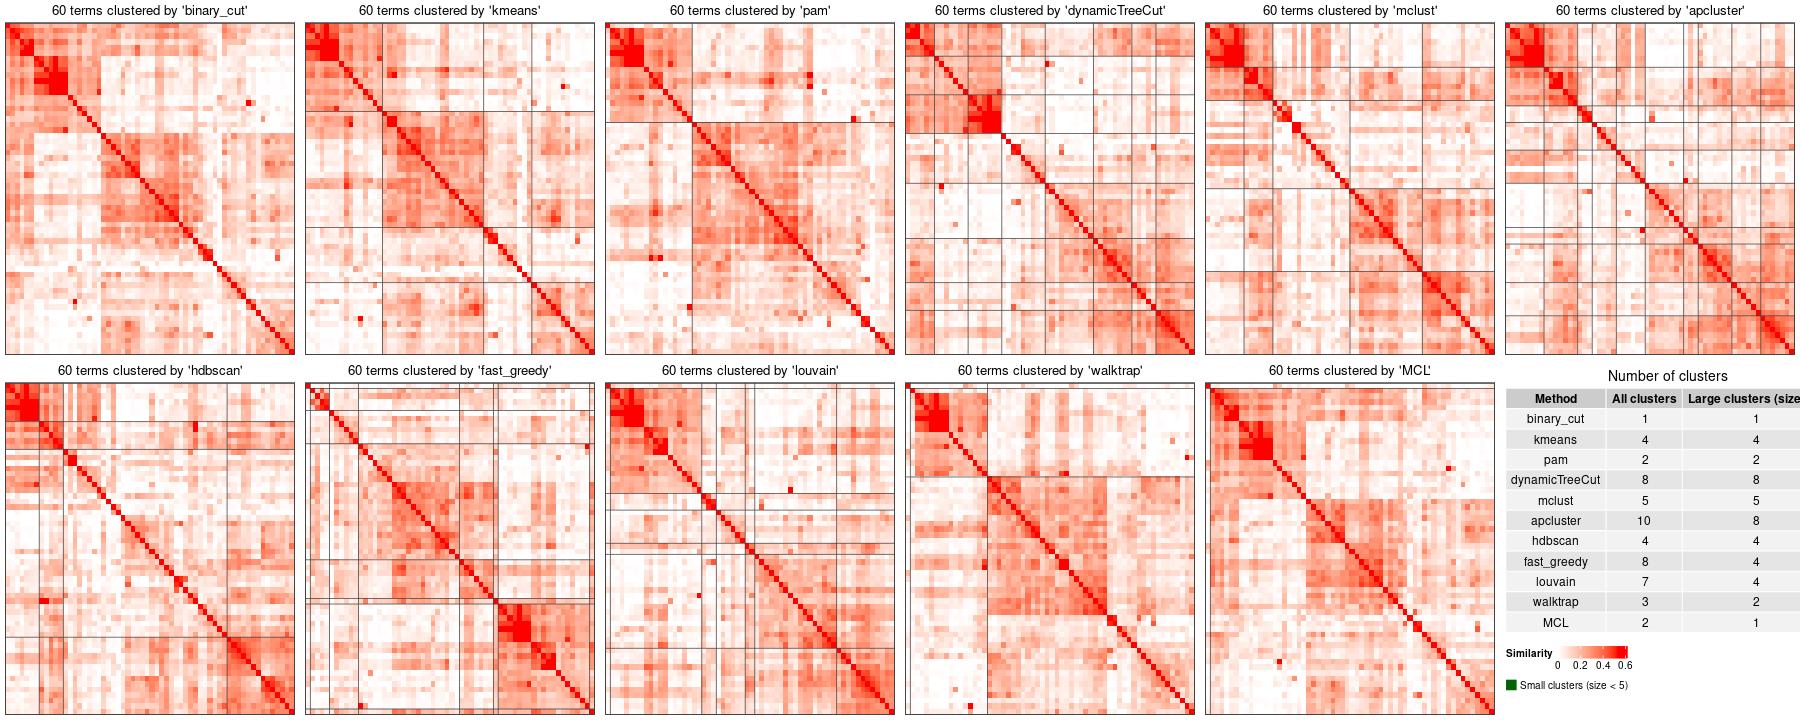 60 terms clustered by 'binary_cut'
60 terms clustered by 'kmeans'
60 terms clustered by 'pam'
60 terms clustered by 'dynamicTreeCut'
60 terms clustered by 'mclust'
60 terms clustered by 'apcluster'
60 terms clustered by 'hdbscan'
60 terms clustered by 'fast_greedy'
60 terms clustered by 'louvain'
60 terms clustered by 'walktrap'
60 terms clustered by 'MCL'
Number of clusters
Method All clusters Large clusters (size
binary_cut 1 1
kmeans 4 4
pam 2 2
dynamicTreeCut 8 8
mclust 5 5
apcluster 10 8
hdbscan 4 4
fast_greedy 8 4
louvain 7 4
walktrap 3 2
MCL 2 1
Similarity
0 0.2 0.4 0.6
Small clusters (size < 5)